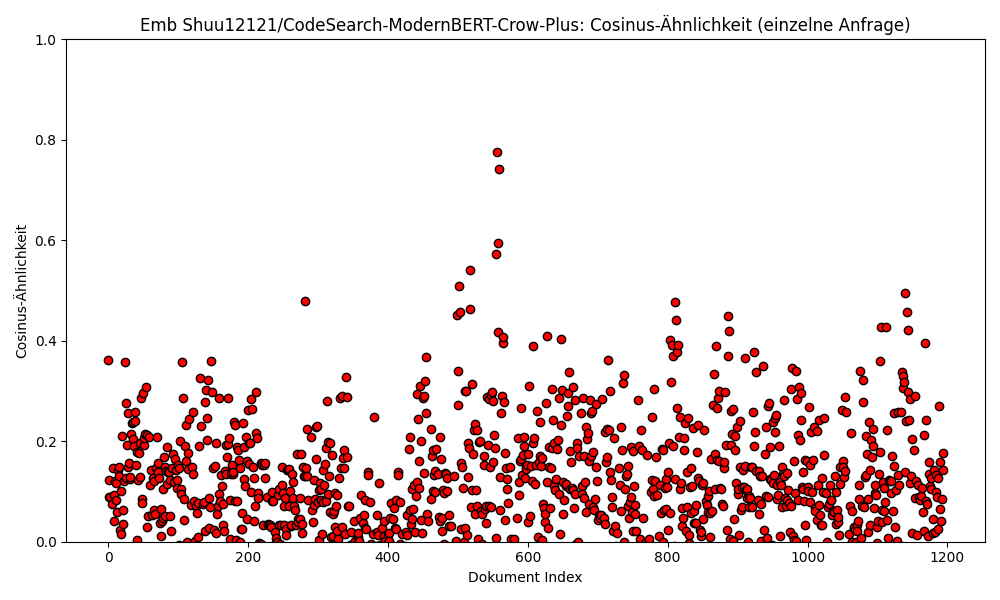 Emb Shuu12121/CodeSearch-ModernBERT-Crow-Plus: Cosinus-Ähnlichkeit (einzelne Anfrage)
1.0
0.8
0.6
0.4
0.2
0.0
Cosinus-Ähnlichkeit
0 200 400 600 800 1000 1200
Dokument Index